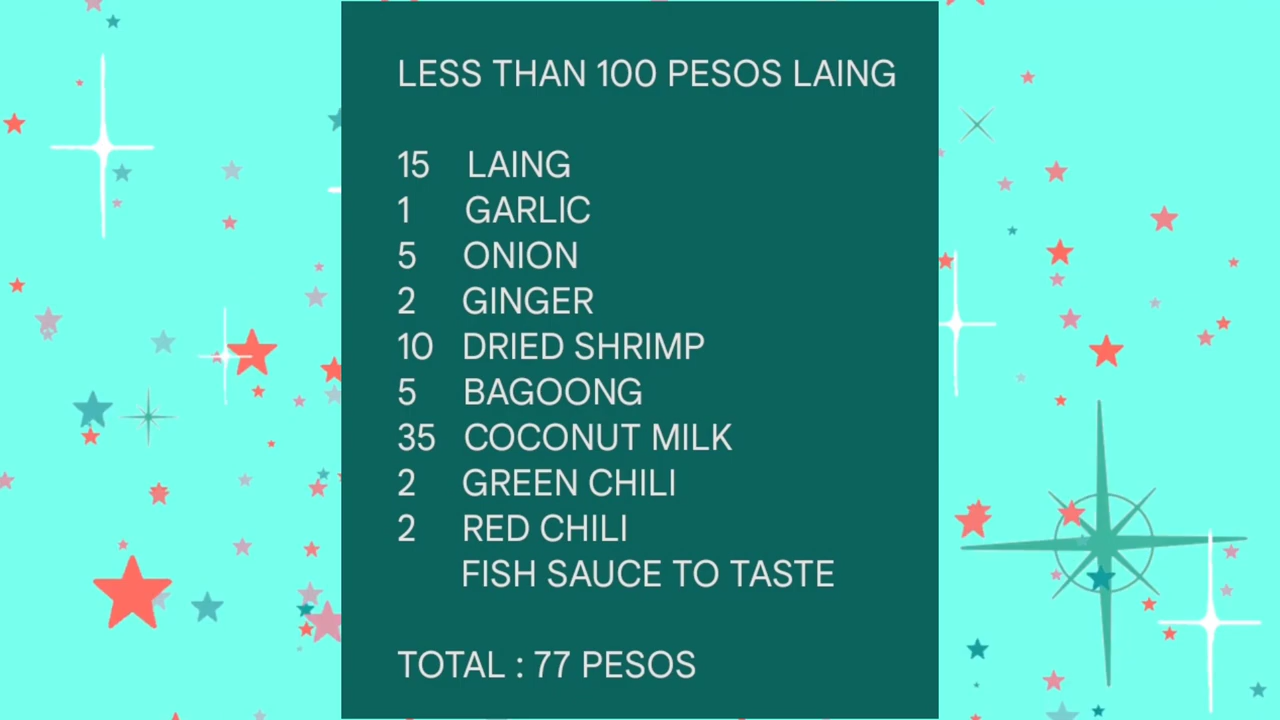 LESS THAN 100 PESOS LAING
15 LAING
1 GARLIC
5 ONION
2 GINGER
10 DRIED SHRIMP
5 BAGOONG
35 COCONUT MILK
2 GREEN CHILI
2 RED CHILI
FISH SAUCE TO TASTE
TOTAL : 77 PESOS